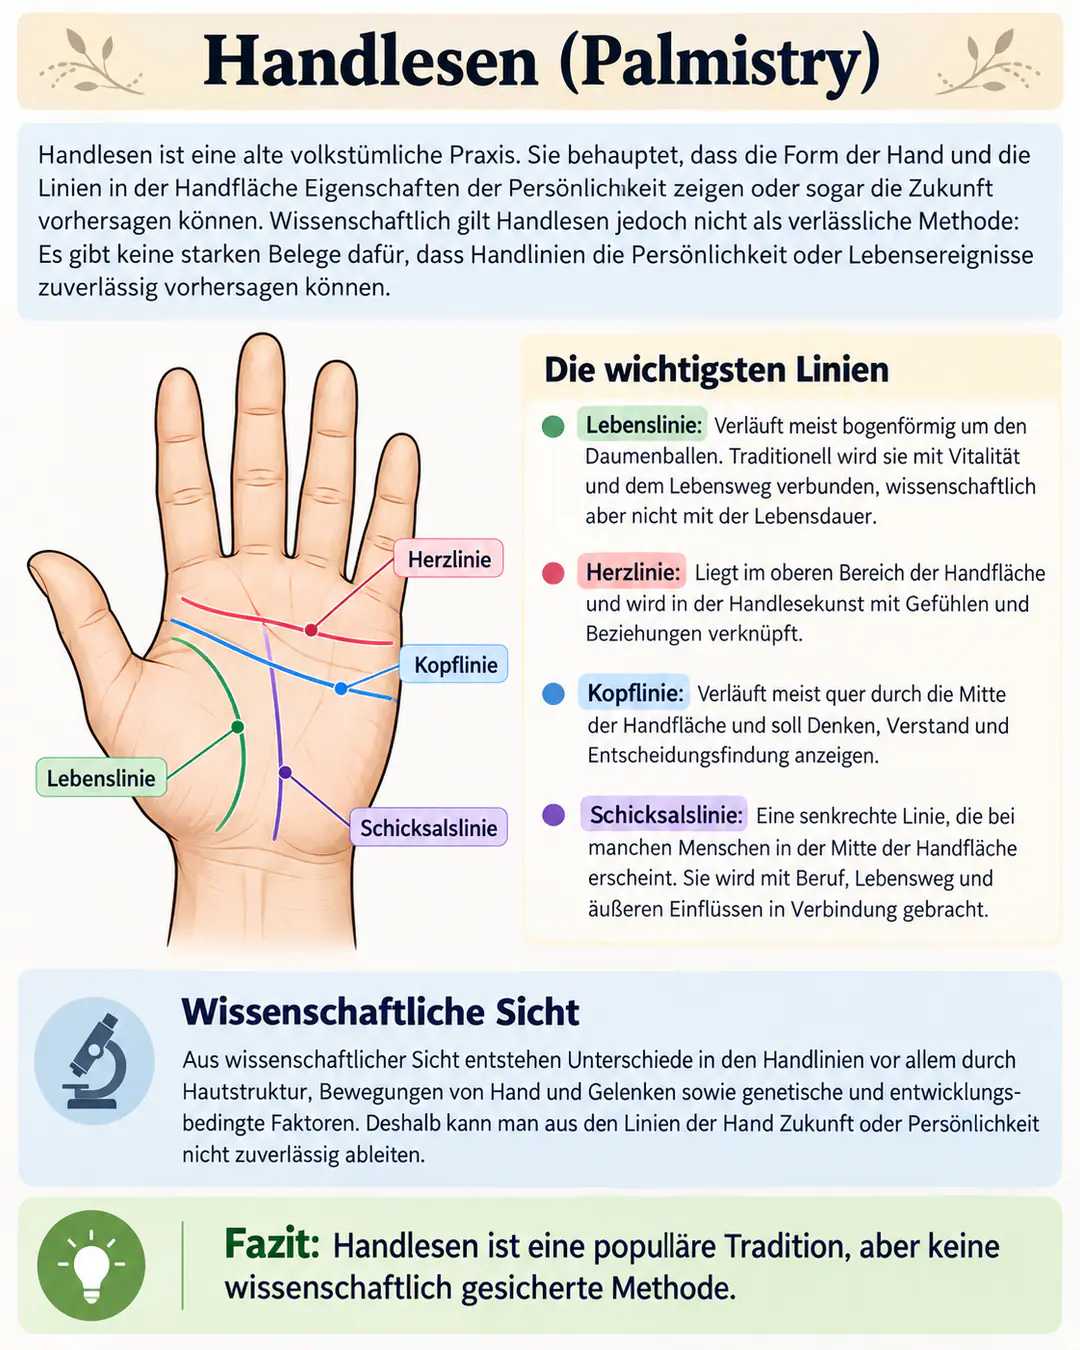 Handlesen (Palmistry)
Handlesen ist eine alte volkstümliche Praxis. Sie behauptet, dass die Form der Hand und die
Linien in der Handfläche Eigenschaften der Persönlichkeit zeigen oder sogar die Zukunft
vorhersagen können. Wissenschaftlich gilt Handlesen jedoch nicht als verlässliche Methode:
Es gibt keine starken Belege dafür, dass Handlinien die Persönlichkeit oder Lebensereignisse
zuverlässig vorhersagen können.
Herzlinie
Kopflinie
Lebenslinie
Schicksalslinie
Die wichtigsten Linien
Lebenslinie: Verläuft meist bogenförmig um den
Daumenballen. Traditionell wird sie mit Vitalität
und dem Lebensweg verbunden, wissenschaftlich
aber nicht mit der Lebensdauer.
Herzlinie: Liegt im oberen Bereich der Handfläche
und wird in der Handlesekunst mit Gefühlen und
Beziehungen verknüpft.
Kopflinie: Verläuft meist quer durch die Mitte
der Handfläche und soll Denken, Verstand und
Entscheidungsfindung anzeigen.
Schicksalslinie: Eine senkrechte Linie, die bei
manchen Menschen in der Mitte der Handfläche
erscheint. Sie wird mit Beruf, Lebensweg und
äußeren Einflüssen in Verbindung gebracht.
Wissenschaftliche Sicht
Aus wissenschaftlicher Sicht entstehen Unterschiede in den Handlinien vor allem durch
Hautstruktur, Bewegungen von Hand und Gelenken sowie genetische und entwicklungs-
bedingte Faktoren. Deshalb kann man aus den Linien der Hand Zukunft oder Persönlichkeit
nicht zuverlässig ableiten.
Fazit: Handlesen ist eine populläre Tradition, aber keine
wissenschaftlich gesicherte Methode.